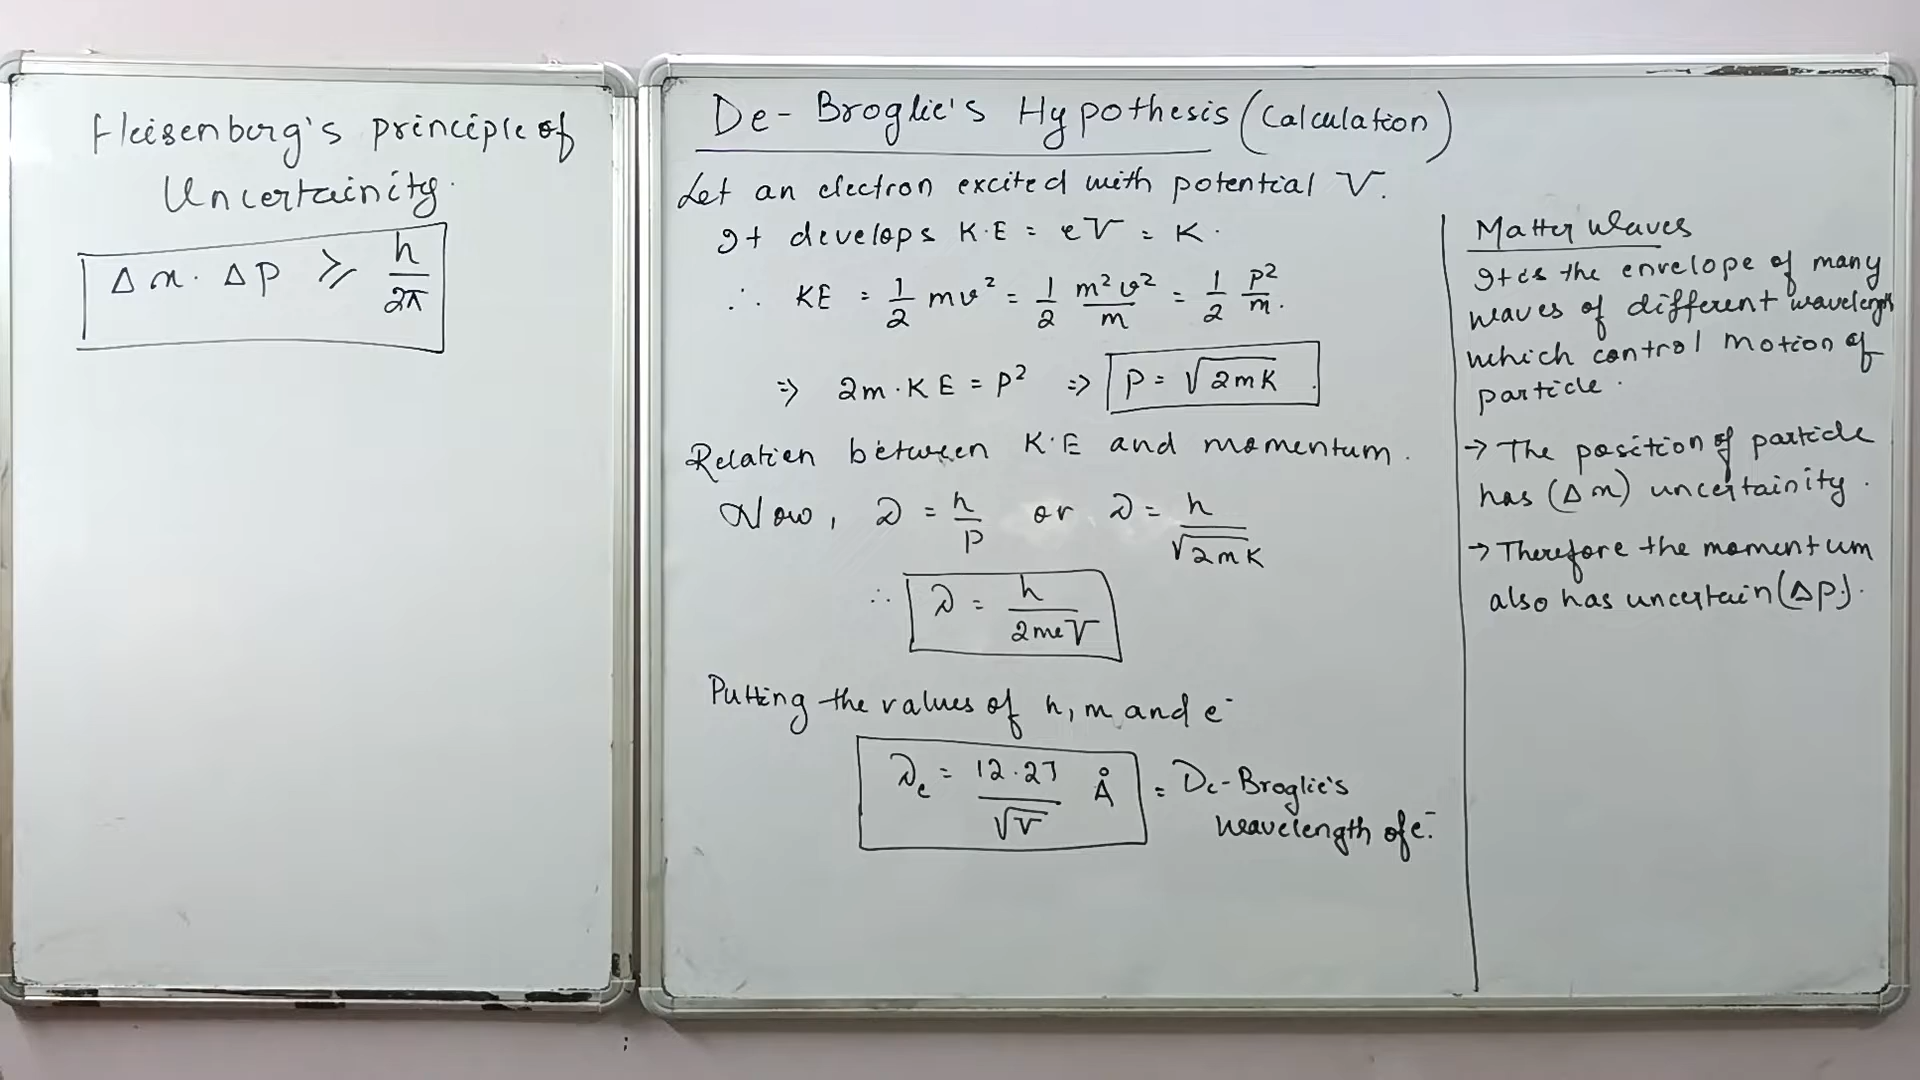 Heisenberg's principle of
Uncertainity.
Δx. Δp ⩾ h/2π
De-Broglie's Hypothesis (Calculation)
Let an electron excited with potential V.
It develops K.E = eV = K.
∴ KE = 1/2 mv² = 1/2 m²v²/m = 1/2 p²/m.
⇒ 2m.KE = p² ⇒ P = √2mK.
Relation between K.E and momentum.
Now, λ = h/p or λ = h/√2mK
∴ λ = h/2meV
Putting the values of h, m and e⁻
λe = 12.27/√V Å = De-Broglie's
wavelength of e⁻.
Matter Waves
It is the envelope of many
waves of different wavelength
which control motion of
particle.
→ The position of particle
has (Δx) uncertainity.
→ Therefore the momentum
also has uncertain (Δp).